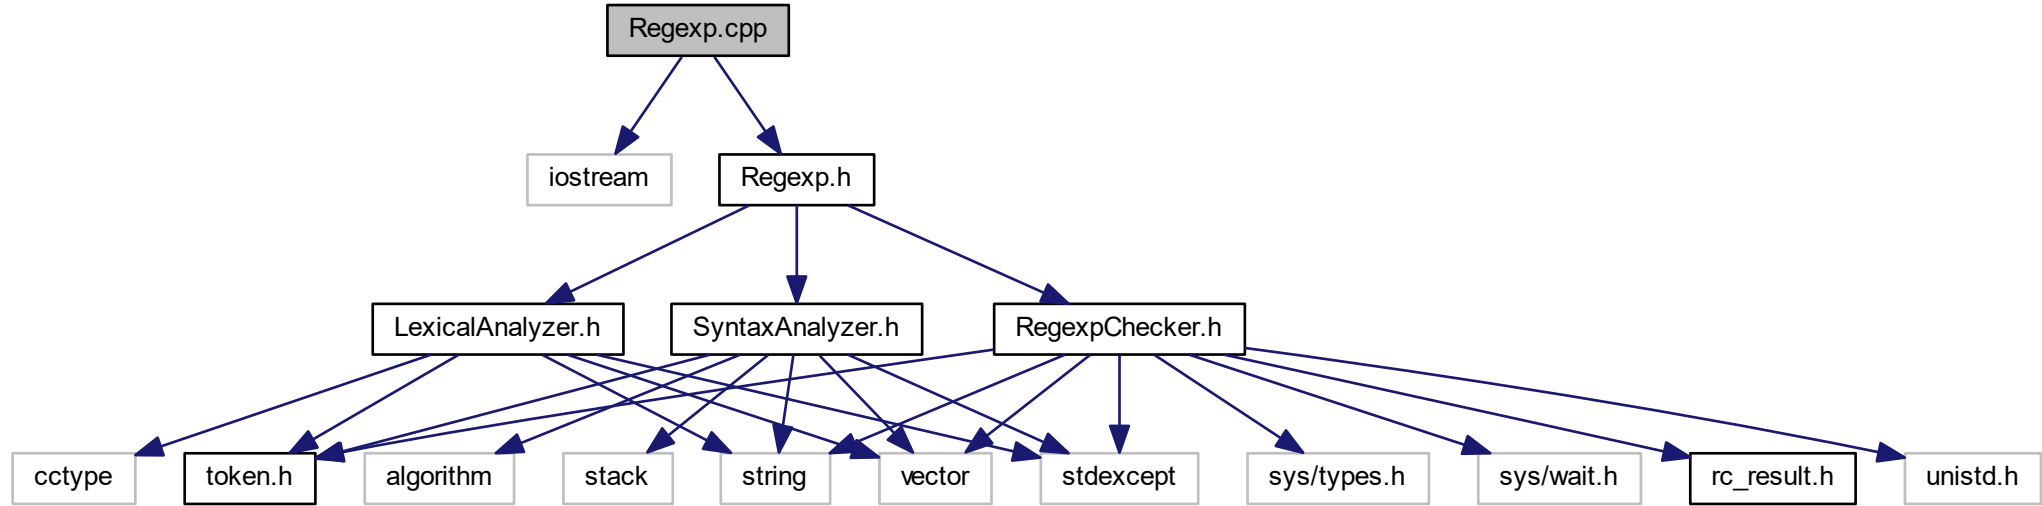 Regexp.cpp
iostream
Regexp.h
LexicalAnalyzer.h
SyntaxAnalyzer.h
RegexpChecker.h
cctype
token.h
algorithm
stack
string
vector
stdexcept
sys/types.h
sys/wait.h
rc_result.h
unistd.h